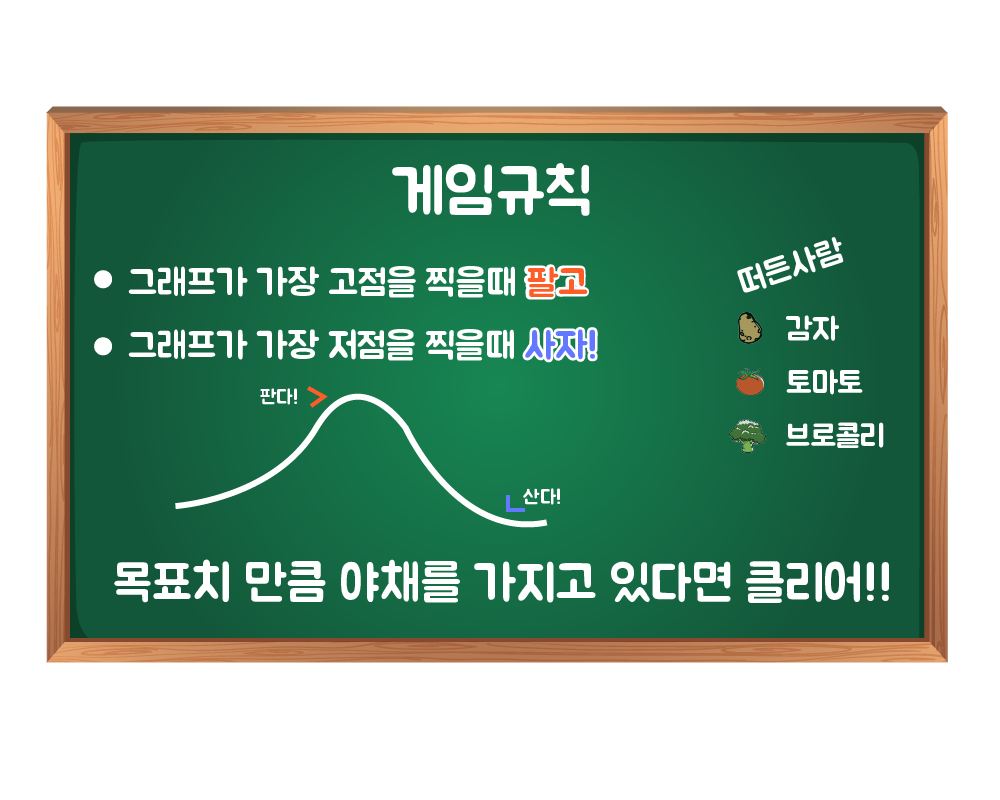 게임규칙
그래프가 가장 고점을 찍을때 팔고
그래프가 가장 저점을 찍을때 사자!
판다!
산다!
떠든사람
감자
토마토
브로콜리
목표치 만큼 야채를 가지고 있다면 클리어!!